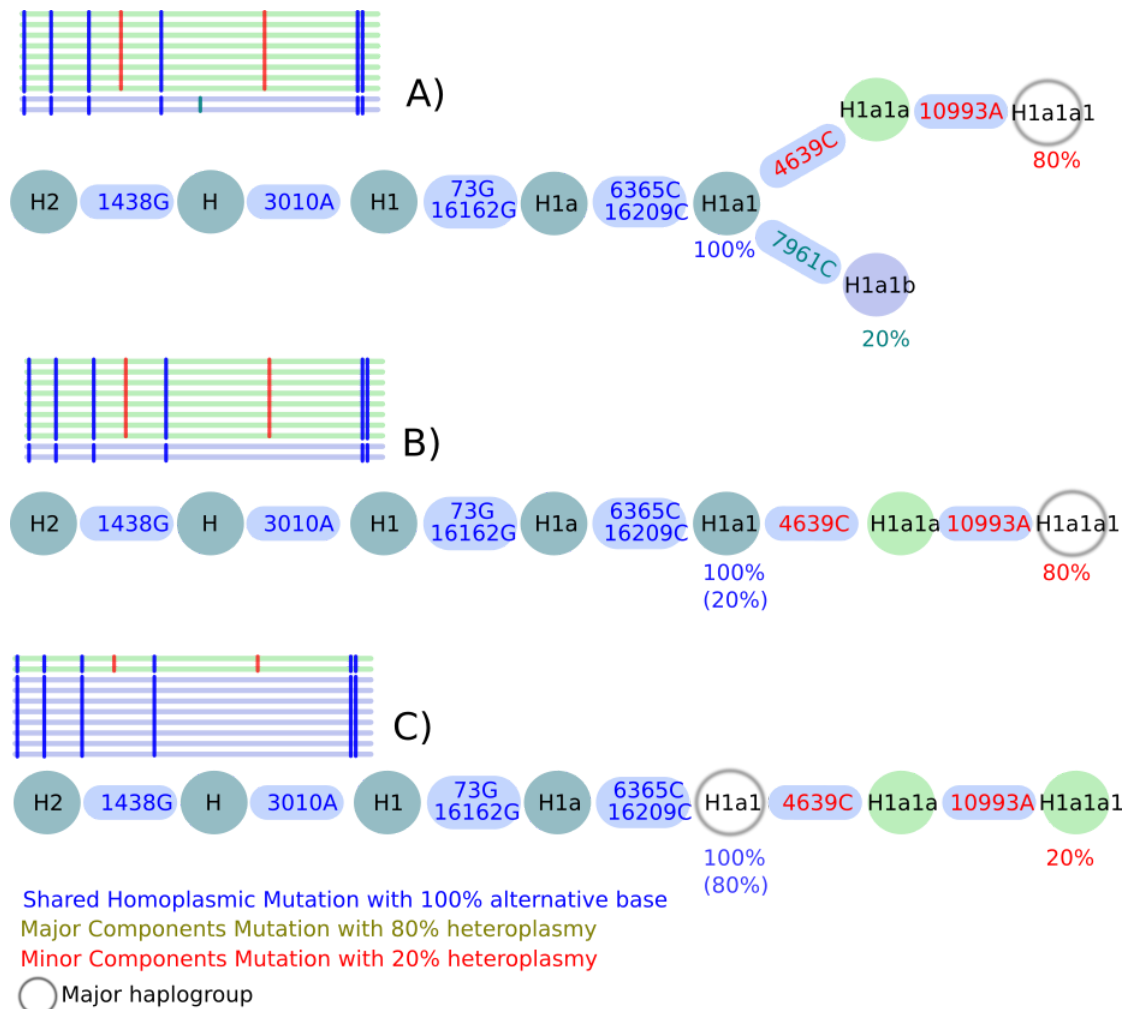 A)
H1a1a 10993A H1a1a1
80%
4639C
H2 1438G H 3010A H1 73G H1a 6365C H1a1
16162G 16209C
100%
7961C
H1a1b
20%
B)
H2 1438G H 3010A H1 73G H1a 6365C H1a1 4639C H1a1a 10993A H1a1a1
16162G 16209C
100% 80%
(20%)
C)
H2 1438G H 3010A H1 73G H1a 6365C H1a1 4639C H1a1a 10993A H1a1a1
16162G 16209C
100% 20%
(80%)
Shared Homoplasmic Mutation with 100% alternative base
Major Components Mutation with 80% heteroplasmy
Minor Components Mutation with 20% heteroplasmy
Major haplogroup